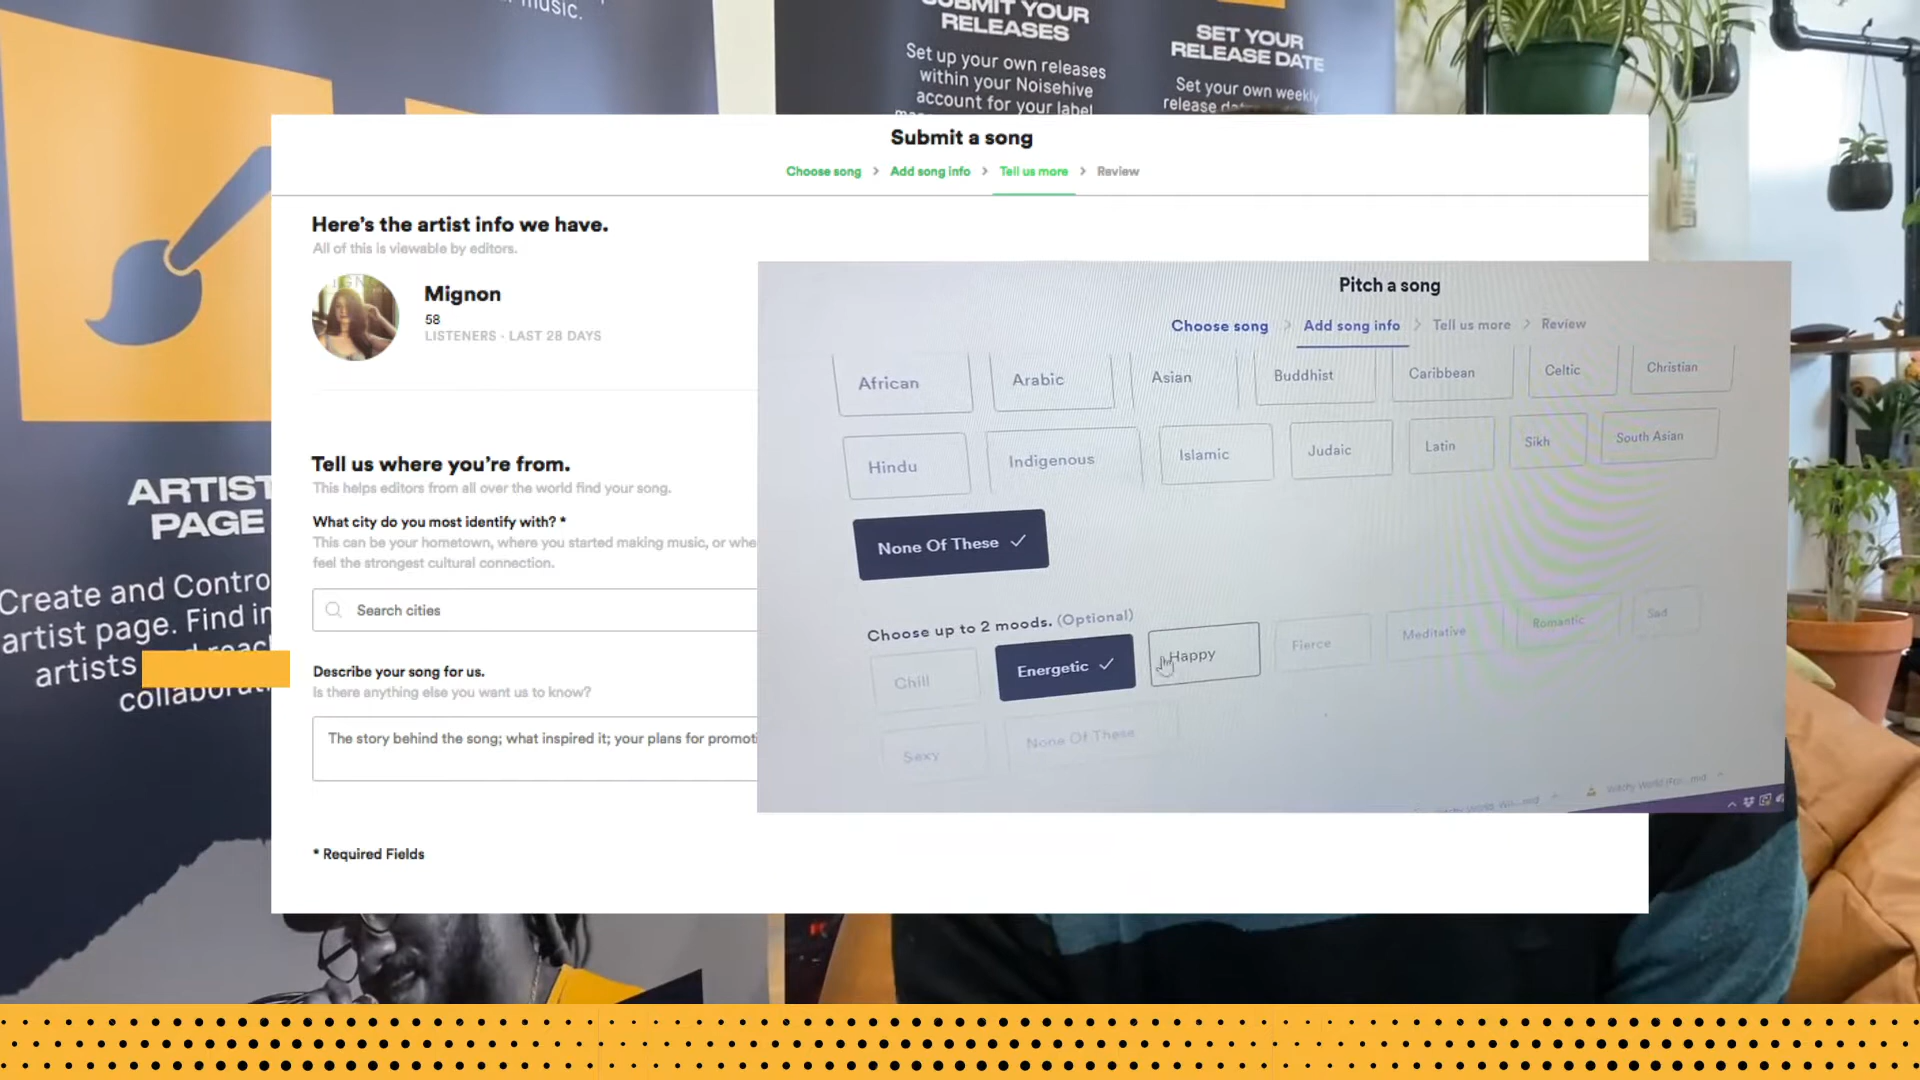 music.
SUBMIT YOUR
RELEASES
Set up your own releases
within your Noisehive
account for your label
SET YOUR
RELEASE DATE
Set your own weekly
release
ARTIST
PAGE
Create and Contro
artist page. Find in
artists
Submit a song
Choose song > Add song info > Tell us more > Review
Here's the artist info we have.
All of this is viewable by editors.
Mignon
58
LISTENERS - LAST 28 DAYS
Tell us where you're from.
This helps editors from all over the world find your song.
What city do you most identify with? *
This can be your hometown, where you started making music, or whe
feel the strongest cultural connection.
Search cities
Describe your song for us.
Is there anything else you want us to know?
The story behind the song; what inspired it; your plans for promoti
* Required Fields
Pitch a song
Choose song > Add song info > Tell us more > Review
African Arabic Asian Buddhist Caribbean Celtic Christian
Hindu Indigenous Islamic Judaic Latin Sikh South Asian
None Of These
Choose up to 2 moods. (Optional)
Chill Energetic Happy Fierce Meditative Romantic Sad
Sexy None Of These